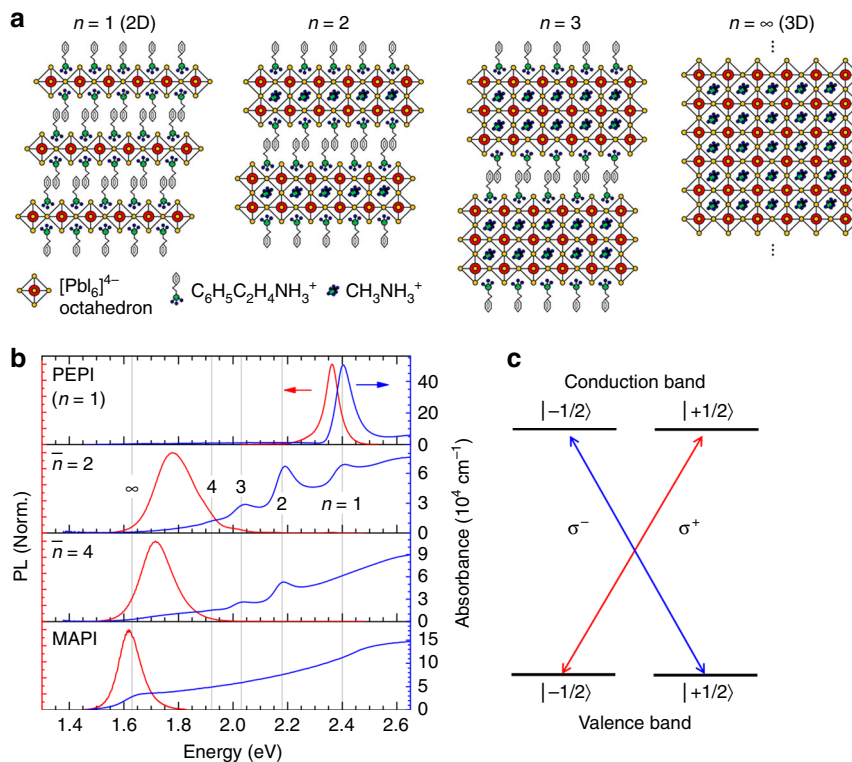 a
n = 1 (2D)
n = 2
n = 3
n = ∞ (3D)
[PbI₆]⁴⁻
octahedron
C₆H₅C₂H₄NH₃⁺
CH₃NH₃⁺
b
PEPI
(n = 1)
40
20
0
n̅ = 2
∞
4
3
2
n = 1
6
3
0
n̅ = 4
9
6
3
0
MAPI
15
10
5
0
1.4 1.6 1.8 2.0 2.2 2.4 2.6
Energy (eV)
PL (Norm.)
Absorbance (10⁴ cm⁻¹)
c
Conduction band
|−1/2⟩
|+1/2⟩
σ⁻
σ⁺
|−1/2⟩
|+1/2⟩
Valence band